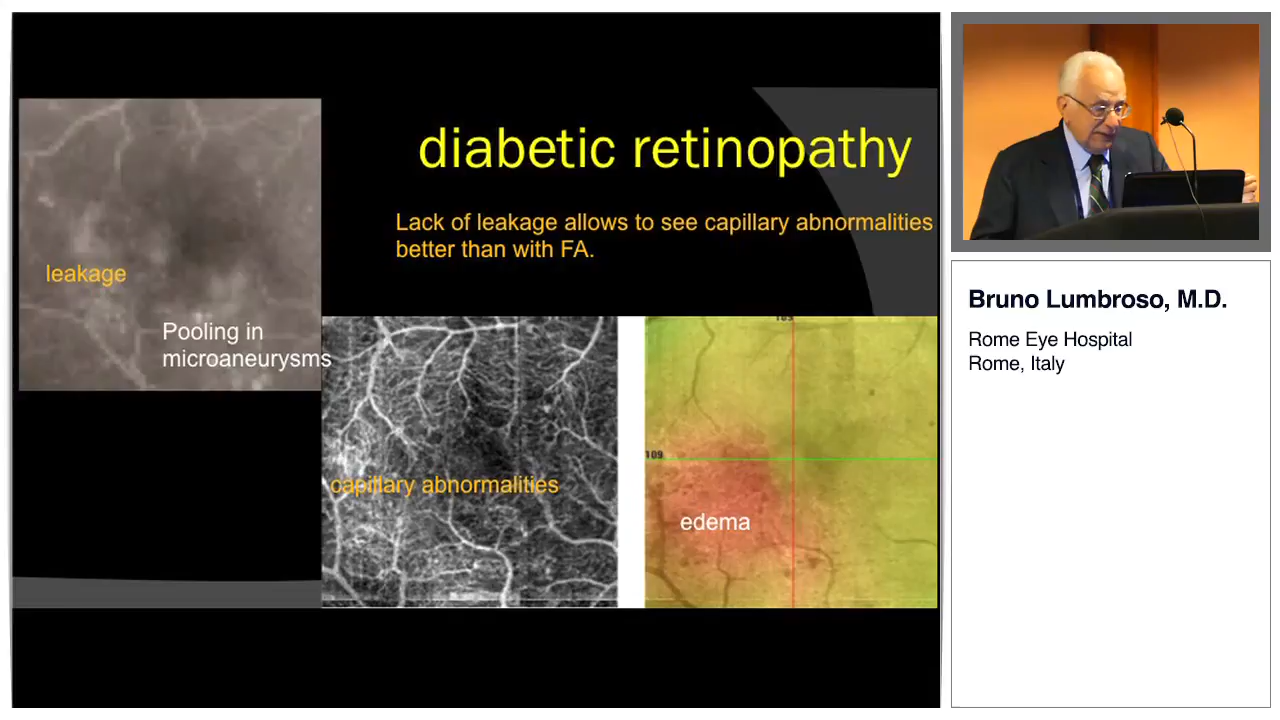 diabetic retinopathy
Lack of leakage allows to see capillary abnormalities
better than with FA.
leakage
Pooling in
microaneurysms
capillary abnormalities
109
edema
Bruno Lumbroso, M.D.
Rome Eye Hospital
Rome, Italy